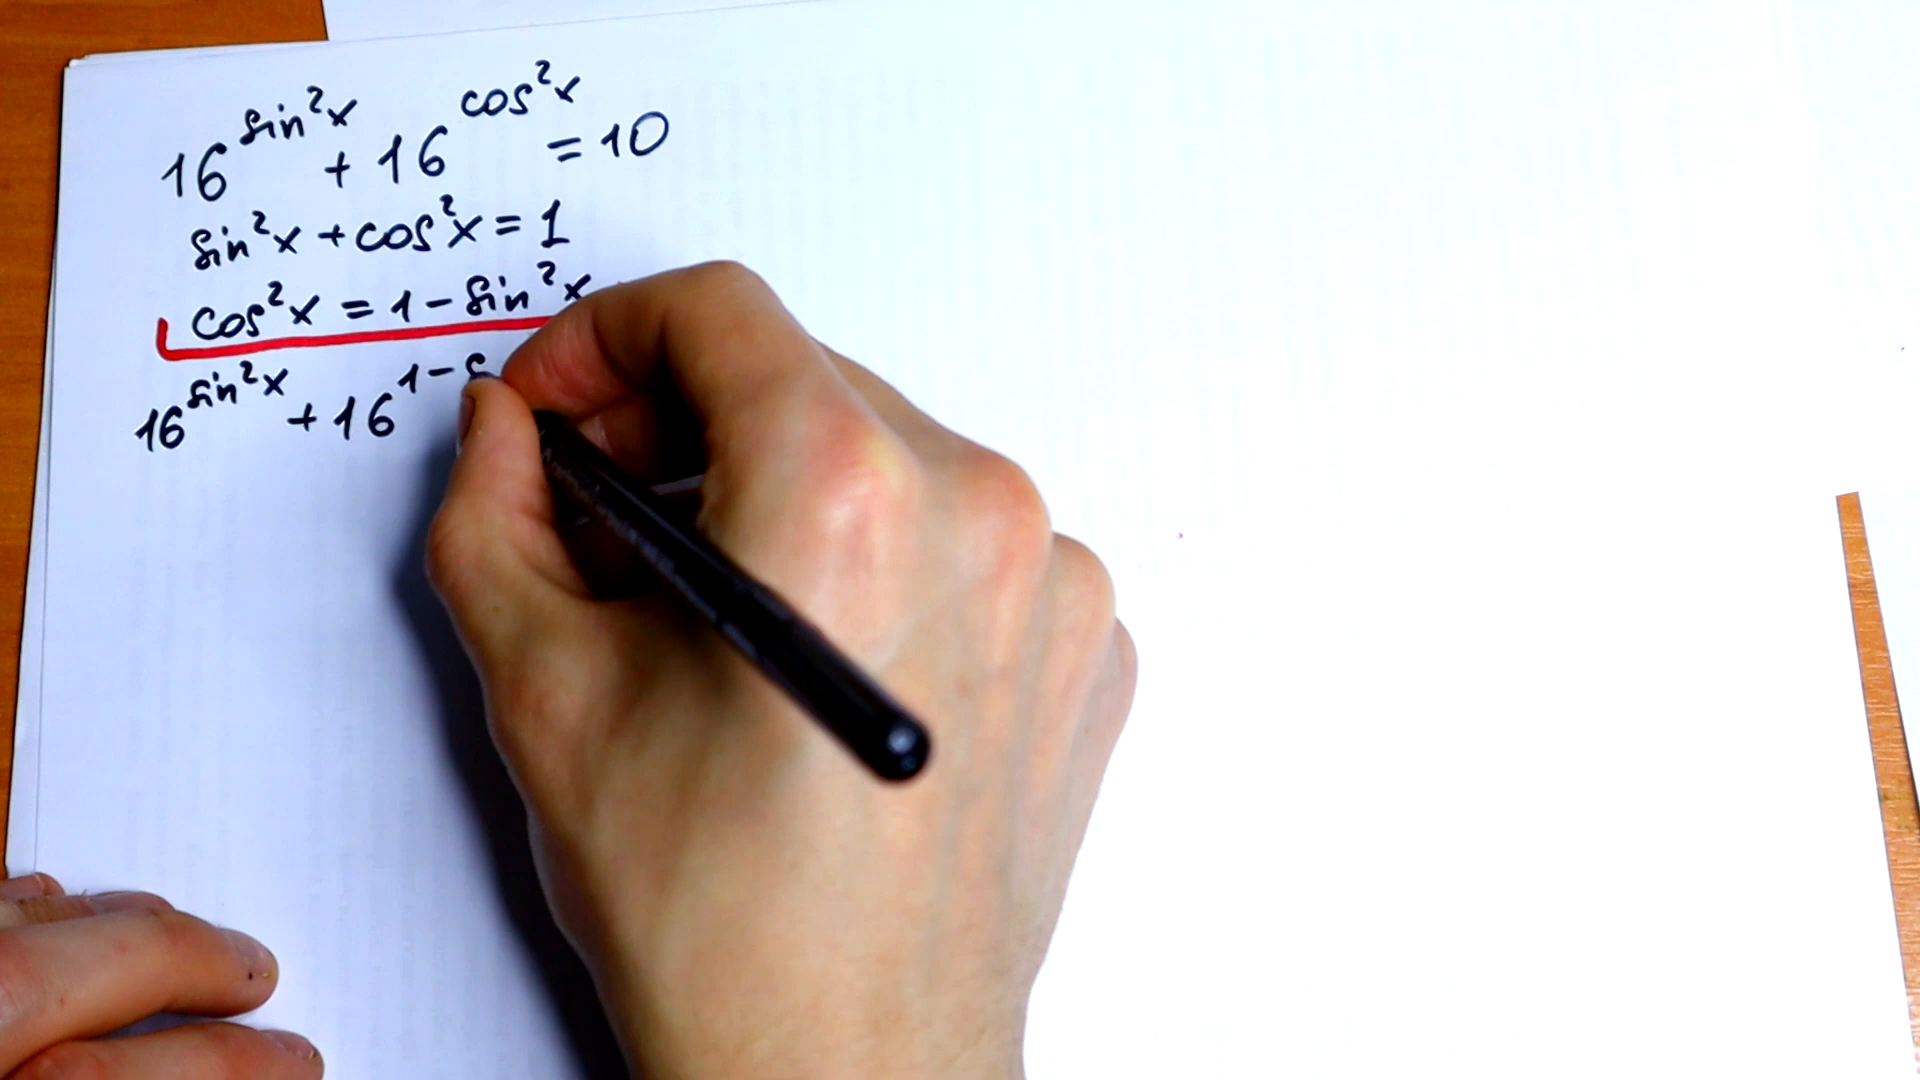 16^sin²x + 16^cos²x = 10
sin²x + cos²x = 1
cos²x = 1 - sin²x
16^sin²x + 16^1-s